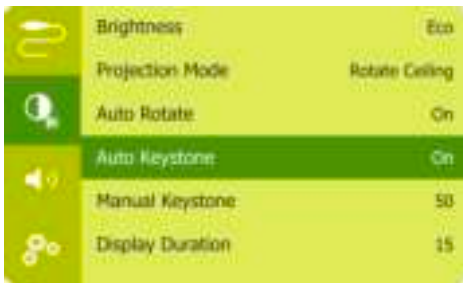 Brightness Eco
Projection Mode Rotate Ceiling
Auto Rotate On
Auto Keystone On
Manual Keystone 50
Display Duration 15